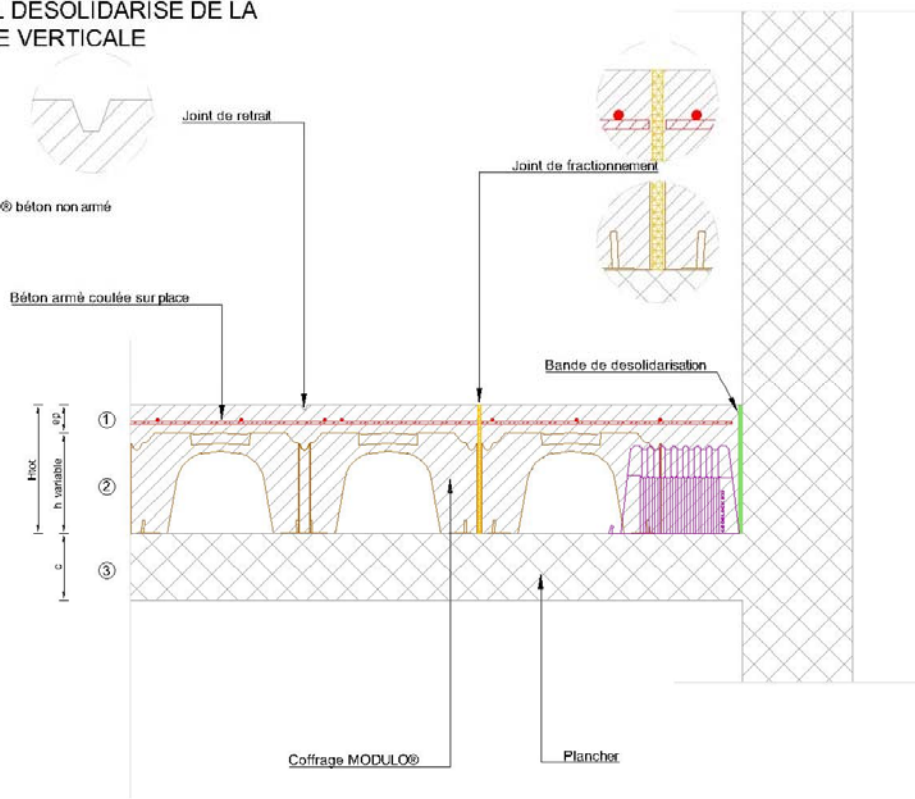 L DESOLIDARISE DE LA
E VERTICALE
Joint de retrait
Joint de fractionnement
® béton non armé
Béton armé coulée sur place
Bande de desolidarisation
Htot
ep
h variable
c
1
2
3
Coffrage MODULO®
Plancher